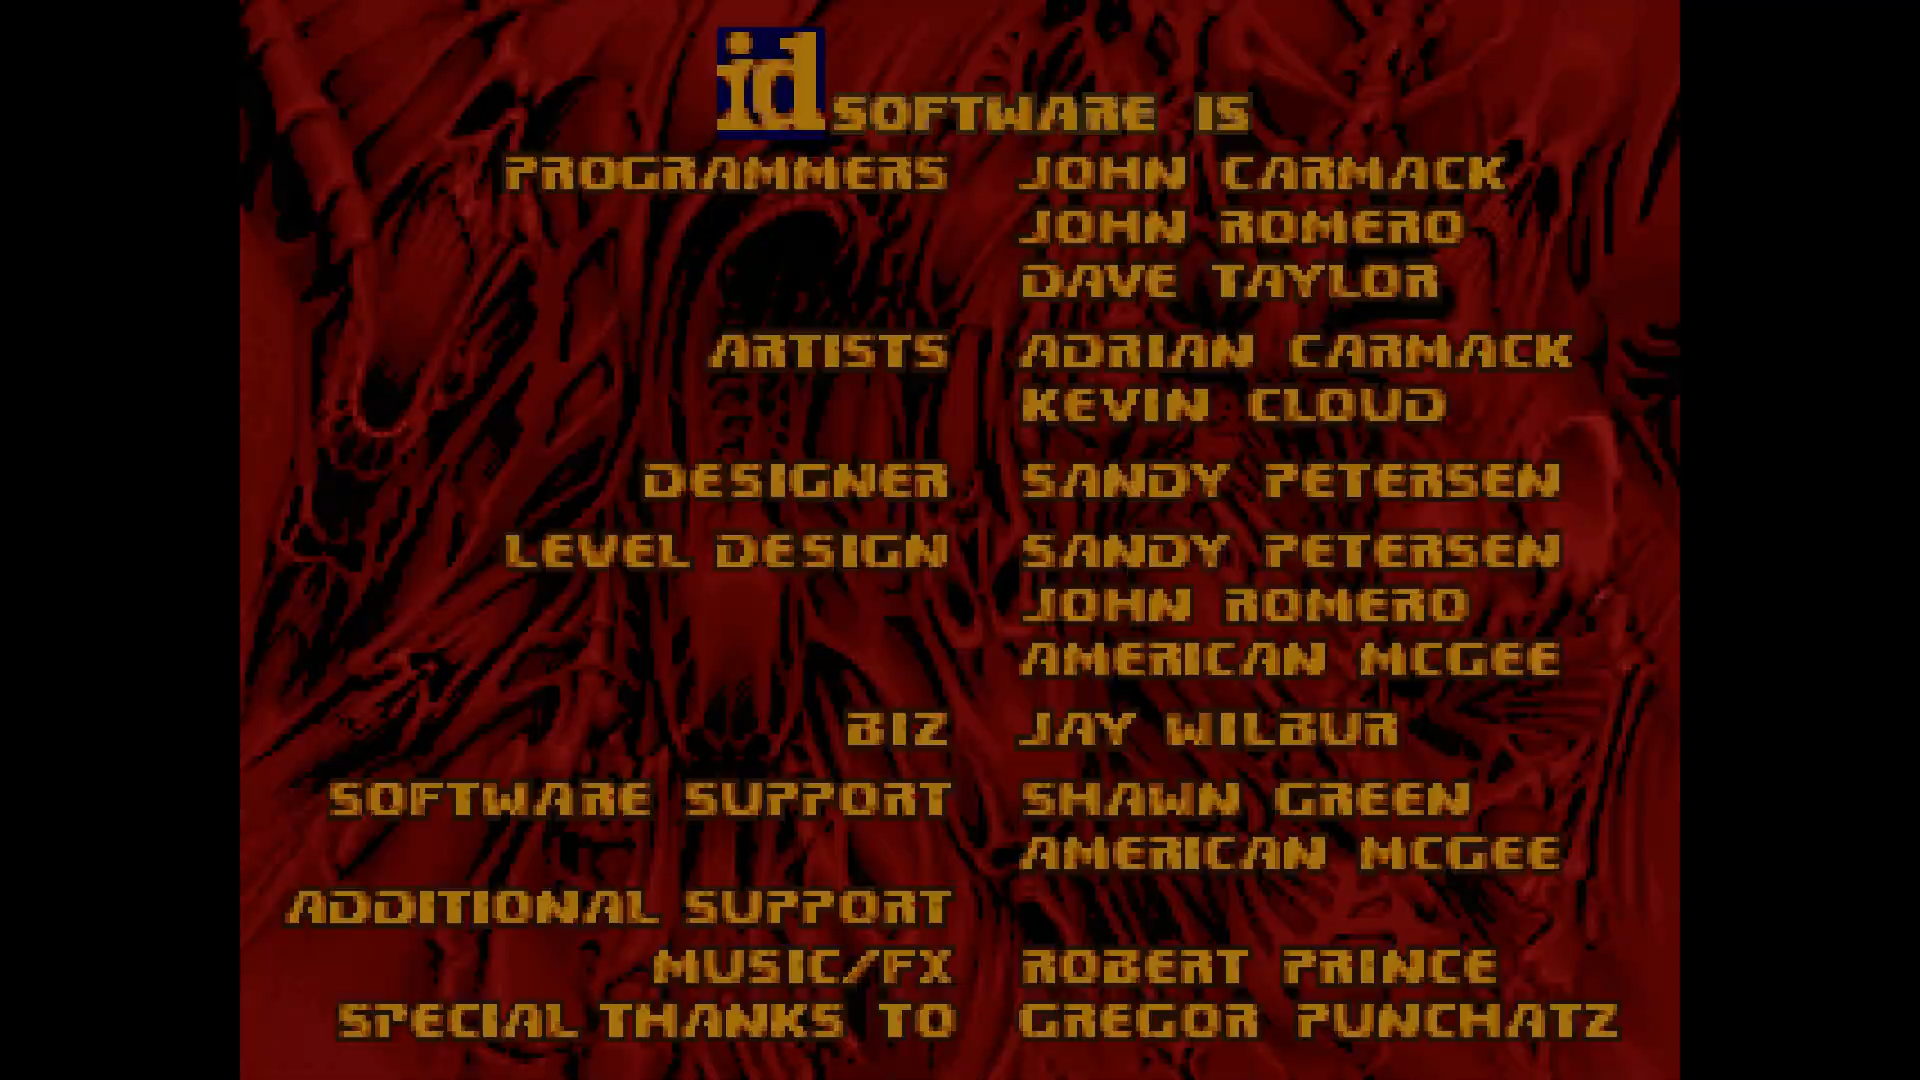 id SOFTWARE IS
PROGRAMMERS JOHN CARMACK
JOHN ROMERO
DAVE TAYLOR
ARTISTS ADRIAN CARMACK
KEVIN CLOUD
DESIGNER SANDY PETERSEN
LEVEL DESIGN SANDY PETERSEN
JOHN ROMERO
AMERICAN MCGEE
BIZ JAY WILBUR
SOFTWARE SUPPORT SHAWN GREEN
AMERICAN MCGEE
ADDITIONAL SUPPORT
MUSIC/FX ROBERT PRINCE
SPECIAL THANKS TO GREGOR PUNCHATZ